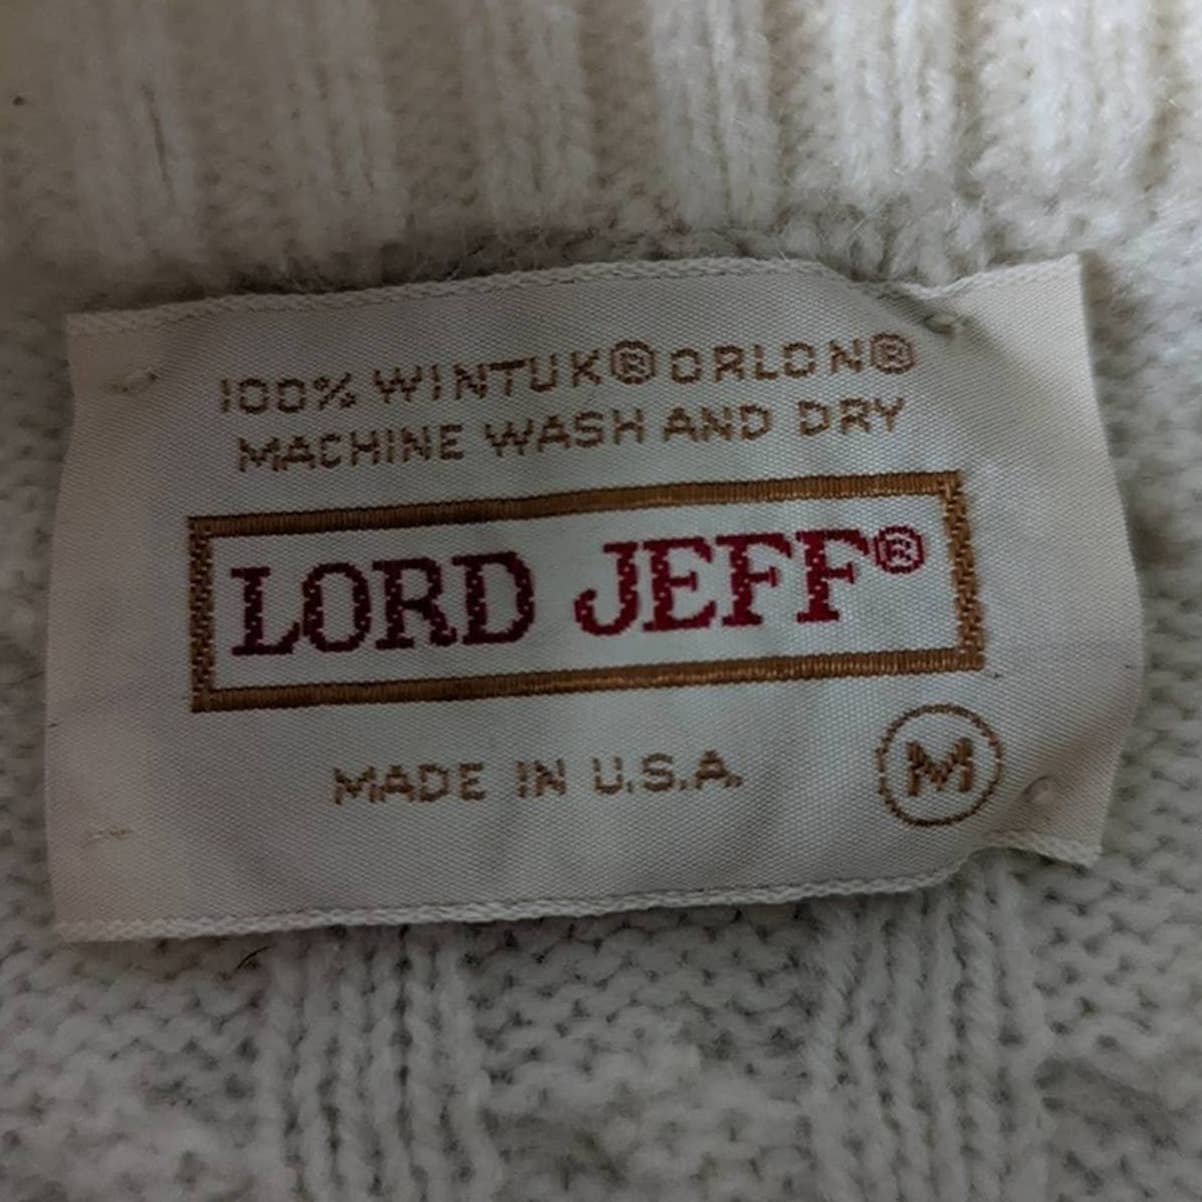 100% WINTUK® ORLON®
MACHINE WASH AND DRY
LORD JEFF®
MADE IN U.S.A.
M